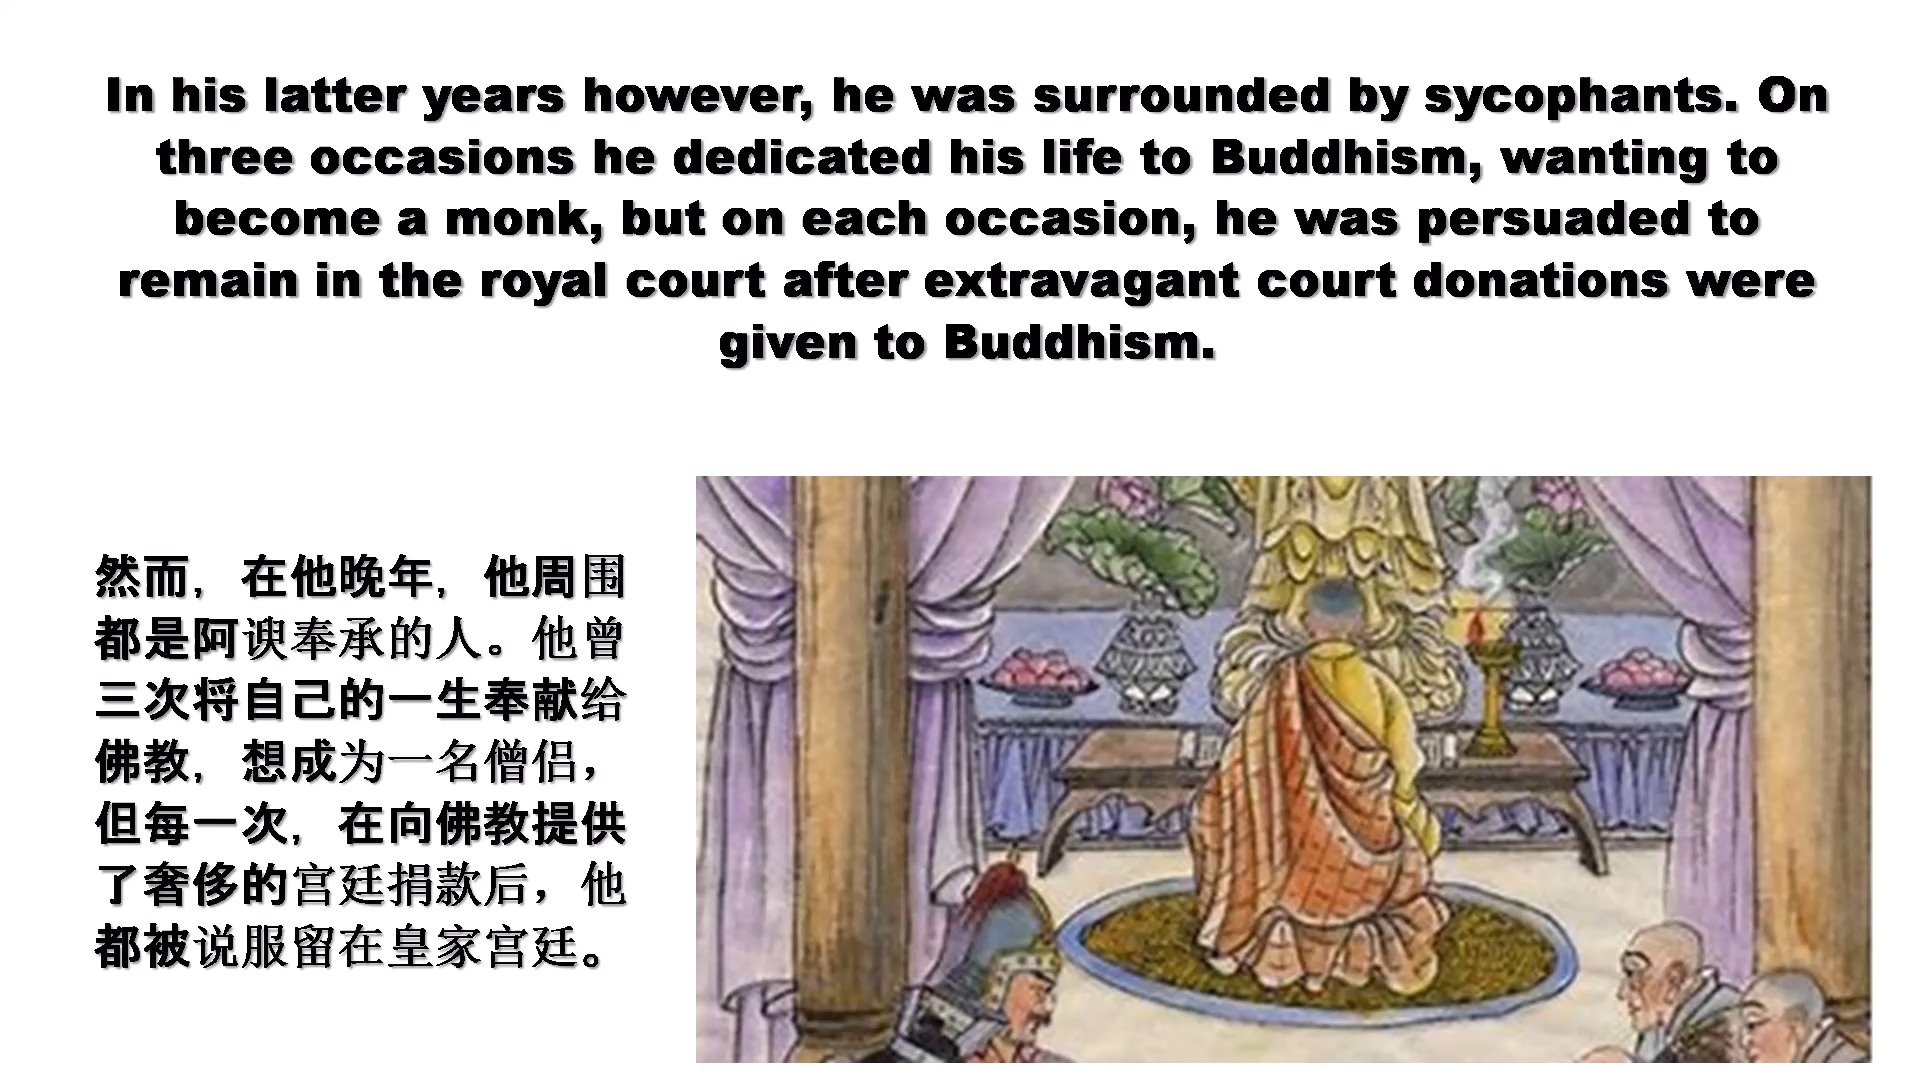 In his latter years however, he was surrounded by sycophants. On
three occasions he dedicated his life to Buddhism, wanting to
become a monk, but on each occasion, he was persuaded to
remain in the royal court after extravagant court donations were
given to Buddhism.
然而，在他晚年，他周围
都是阿谀奉承的人。他曾
三次将自己的一生奉献给
佛教，想成为一名僧侣，
但每一次，在向佛教提供
了奢侈的宫廷捐款后，他
都被说服留在皇家宫廷。